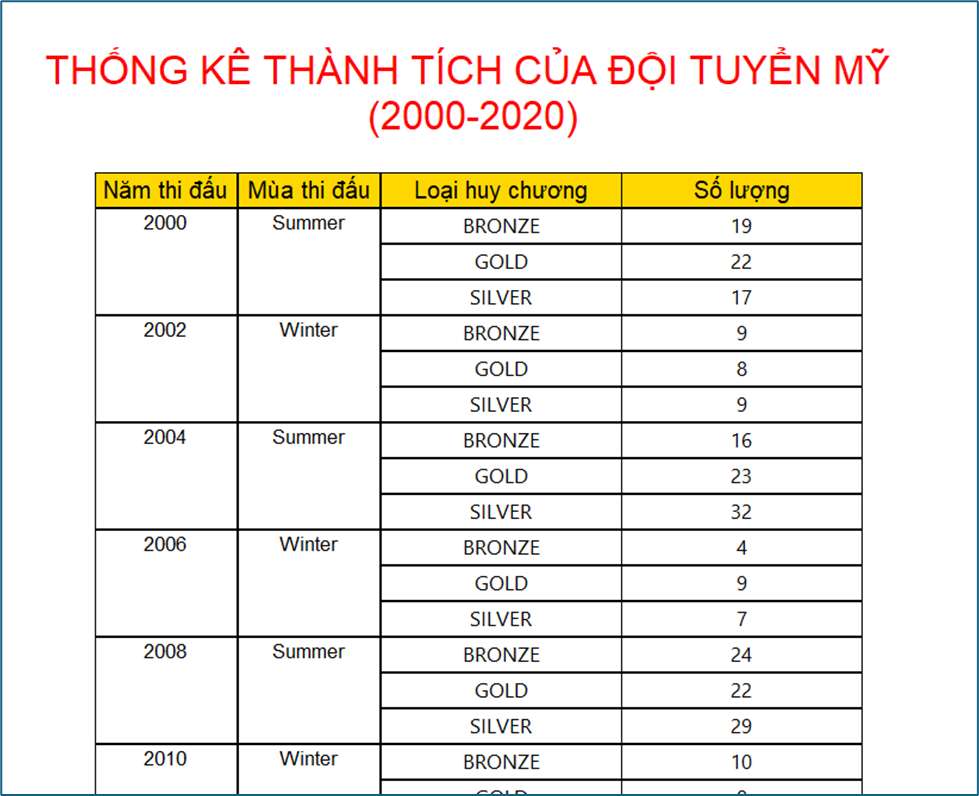 THỐNG KÊ THÀNH TÍCH CỦA ĐỘI TUYỂN MỸ
(2000-2020)
Năm thi đấu Mùa thi đấu Loại huy chương Số lượng
2000 Summer BRONZE 19
GOLD 22
SILVER 17
2002 Winter BRONZE 9
GOLD 8
SILVER 9
2004 Summer BRONZE 16
GOLD 23
SILVER 32
2006 Winter BRONZE 4
GOLD 9
SILVER 7
2008 Summer BRONZE 24
GOLD 22
SILVER 29
2010 Winter BRONZE 10
GOLD